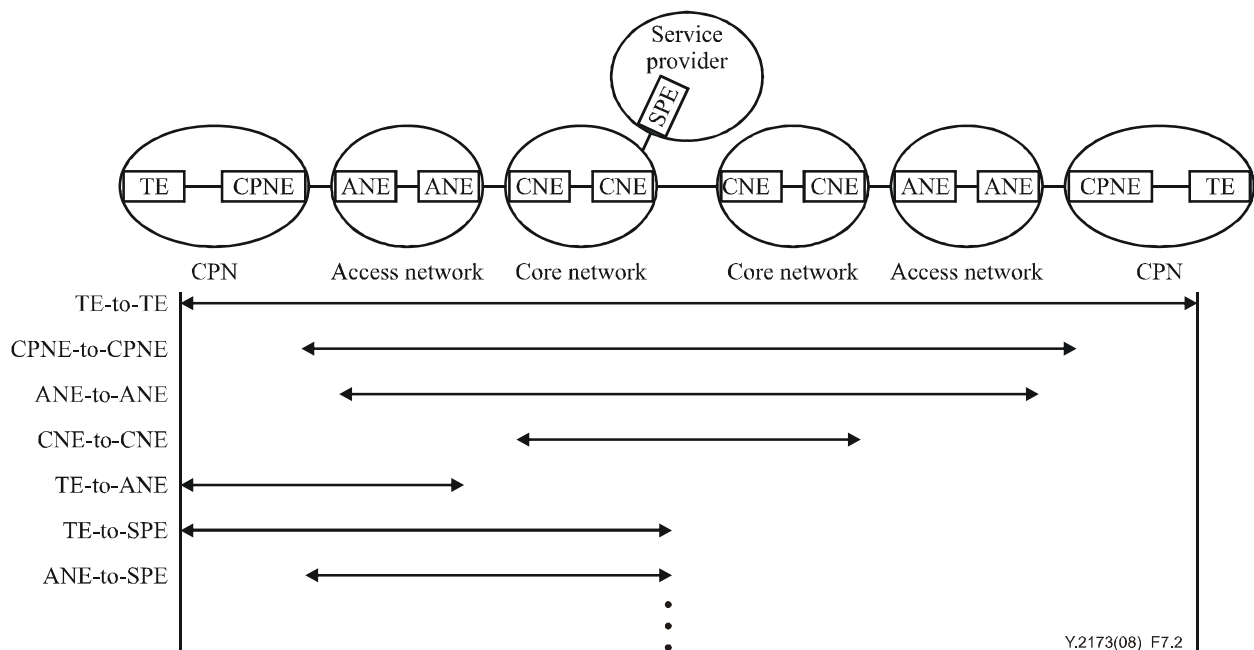 Service
provider
SPE
TE CPNE ANE ANE CNE CNE CNE CNE ANE ANE CPNE TE
CPN Access network Core network Core network Access network CPN
TE-to-TE
CPNE-to-CPNE
ANE-to-ANE
CNE-to-CNE
TE-to-ANE
TE-to-SPE
ANE-to-SPE
Y.2173(08) F7.2